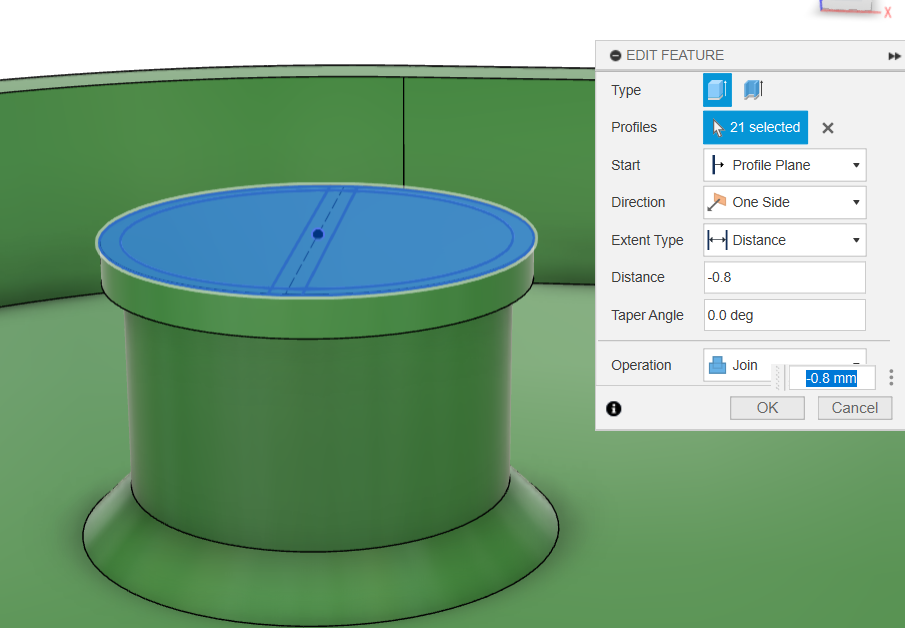 X
EDIT FEATURE
Type
Profiles 21 selected
Start Profile Plane
Direction One Side
Extent Type Distance
Distance -0.8
Taper Angle 0.0 deg
Operation Join
-0.8 mm
OK Cancel